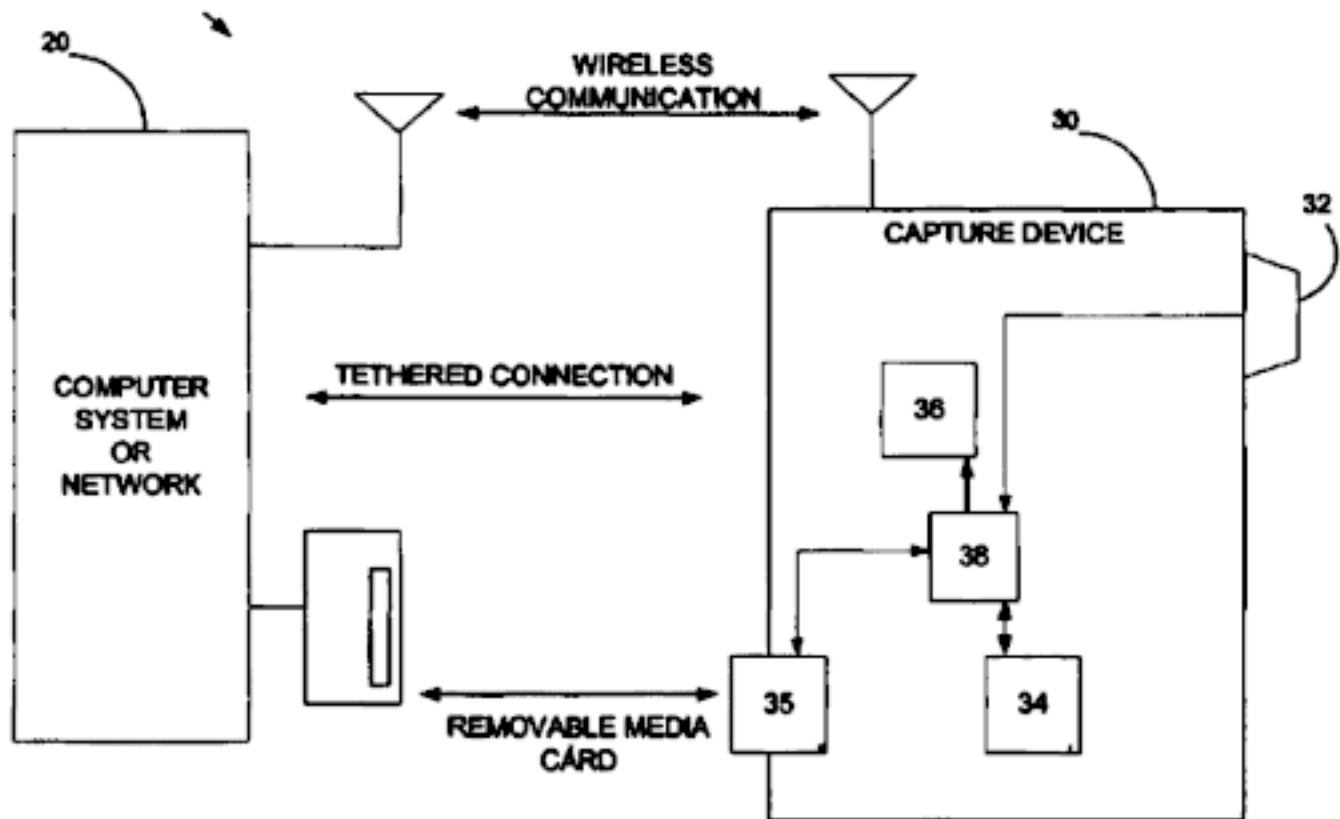 20
WIRELESS
COMMUNICATION
30
32
CAPTURE DEVICE
COMPUTER
SYSTEM
OR
NETWORK
TETHERED CONNECTION
36
38
35
34
REMOVABLE MEDIA
CARD